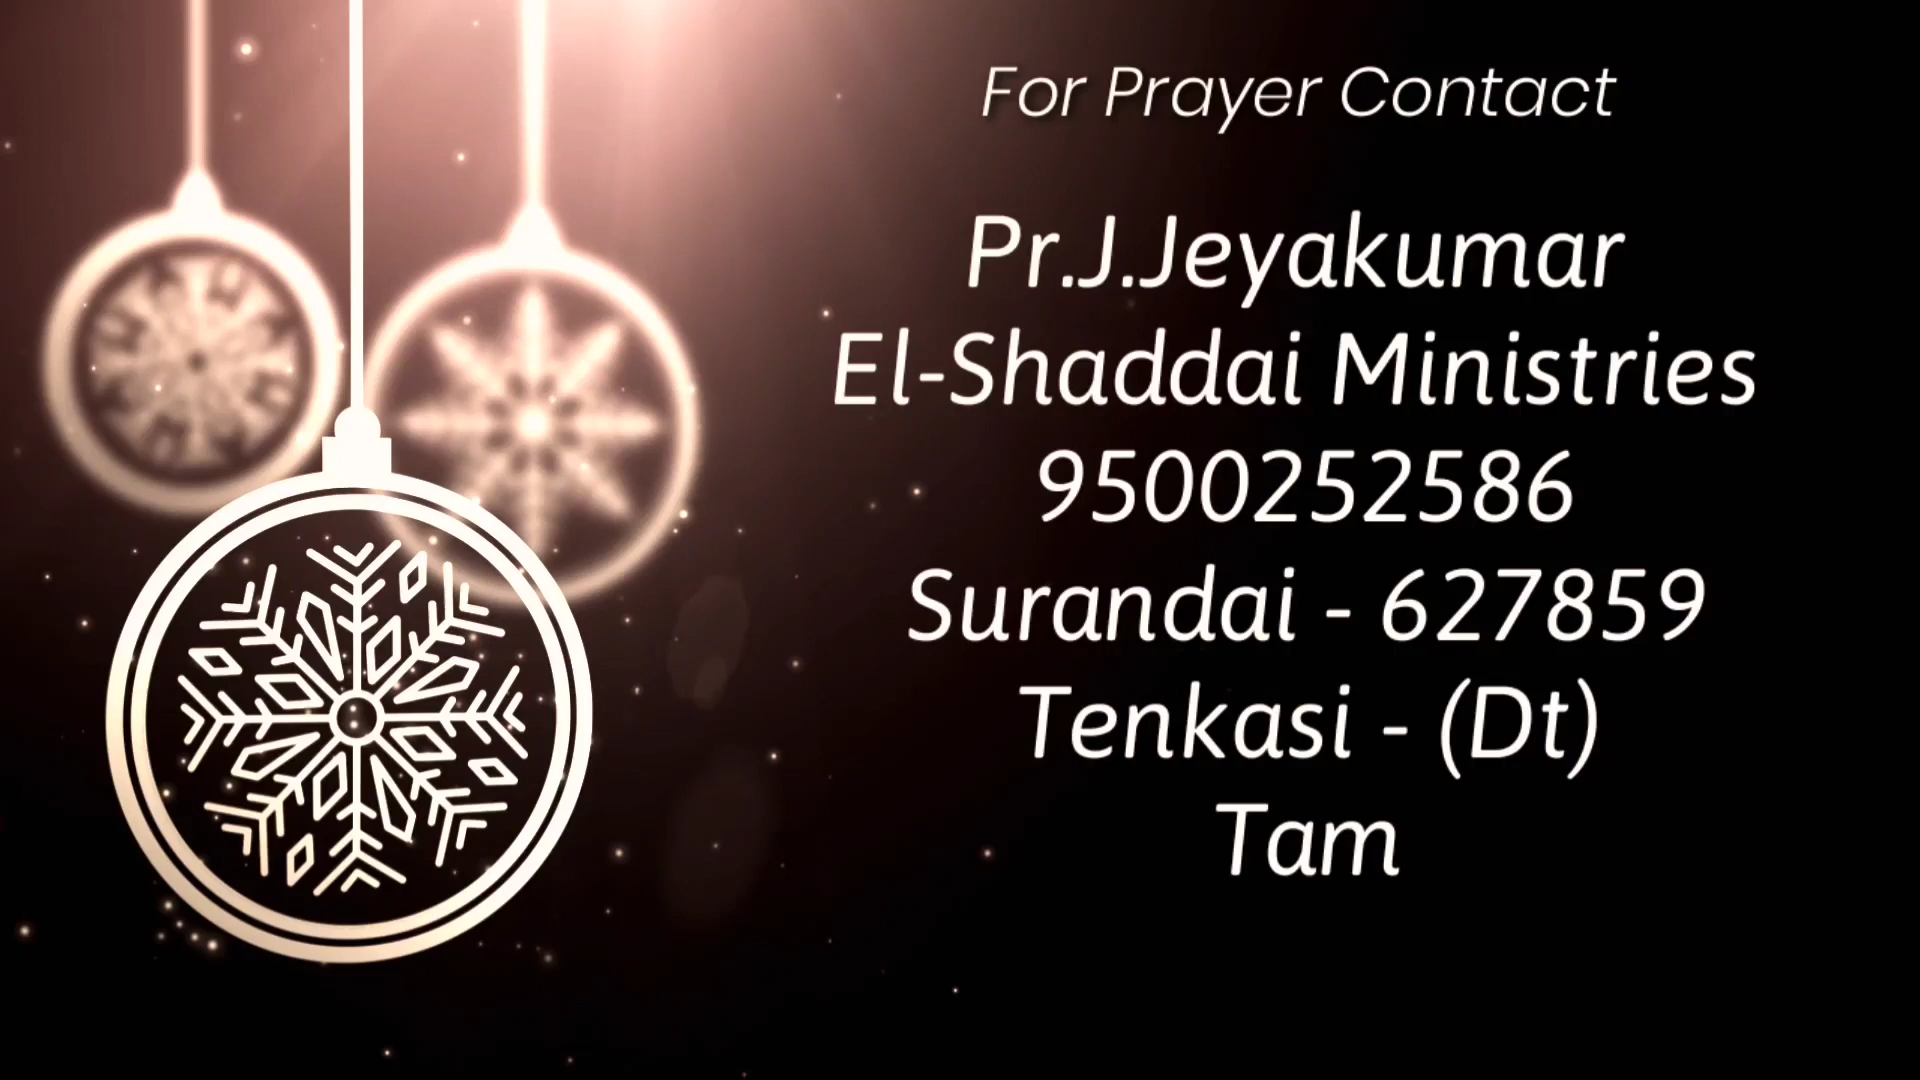 For Prayer Contact
Pr.J.Jeyakumar
El-Shaddai Ministries
9500252586
Surandai - 627859
Tenkasi - (Dt)
Tam